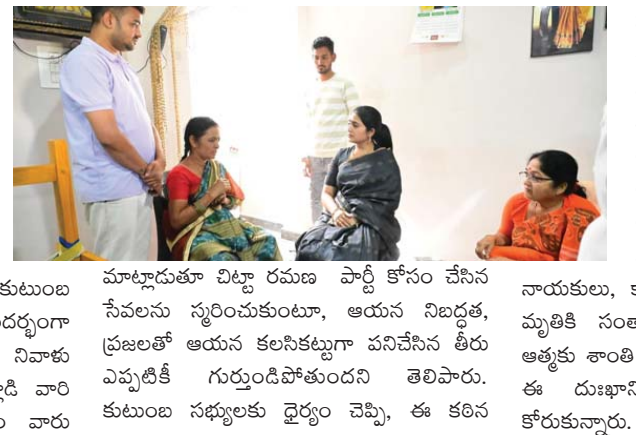 కుటుంబ
నివాళు
వారి
వారు
మాట్లాడుతూ చిట్టా రమణ పార్టీ కోసం చేసిన
సేవలను స్మరించుకుంటూ, ఆయన నిబద్ధత,
ప్రజలతో ఆయన కలసికట్టుగా పనిచేసిన తీరు
ఎప్పటికీ గుర్తుండిపోతుందని తెలిపారు.
కుటుంబ సభ్యులకు ధైర్యం చెప్పి, ఈ కఠిన
నాయకులు,
మృతికి
ఆత్మకు శాంతి
ఈ
కోరుకున్నారు.